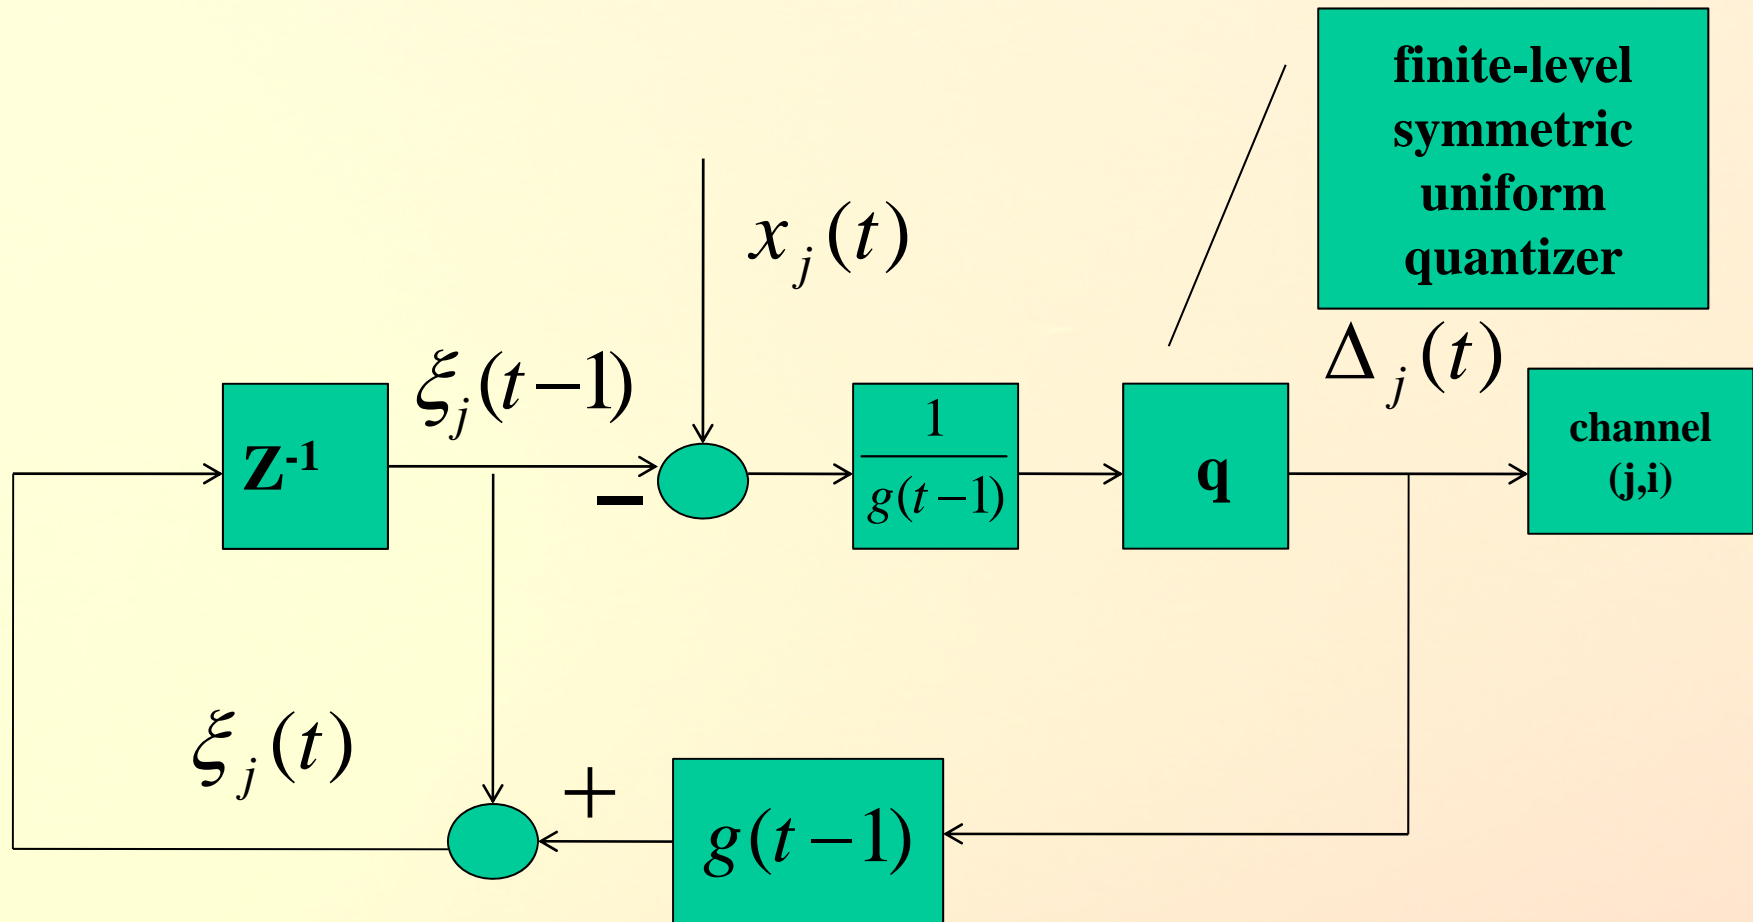 finite-level
symmetric
uniform
quantizer
x_j(t)
Δ_j(t)
ξ_j(t−1)
Z⁻¹
−
1
g(t−1)
q
channel
(j,i)
ξ_j(t)
+
g(t−1)